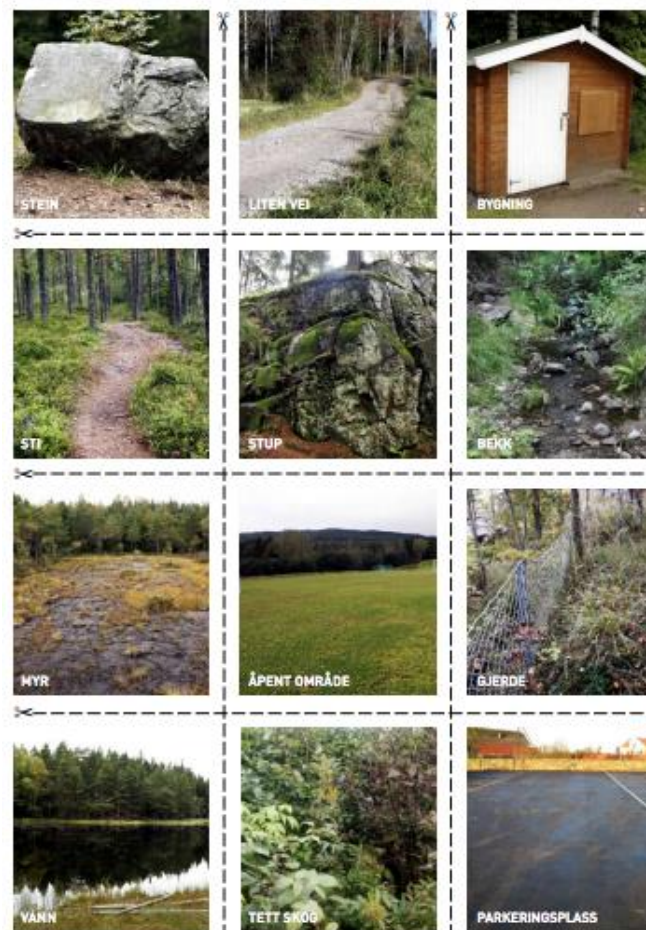 STEIN
LITEN VEI
BYGNING
STI
STUP
BEKK
MYR
ÅPENT OMRÅDE
GJERDE
VANN
TETT SKOG
PARKERINGSPLASS